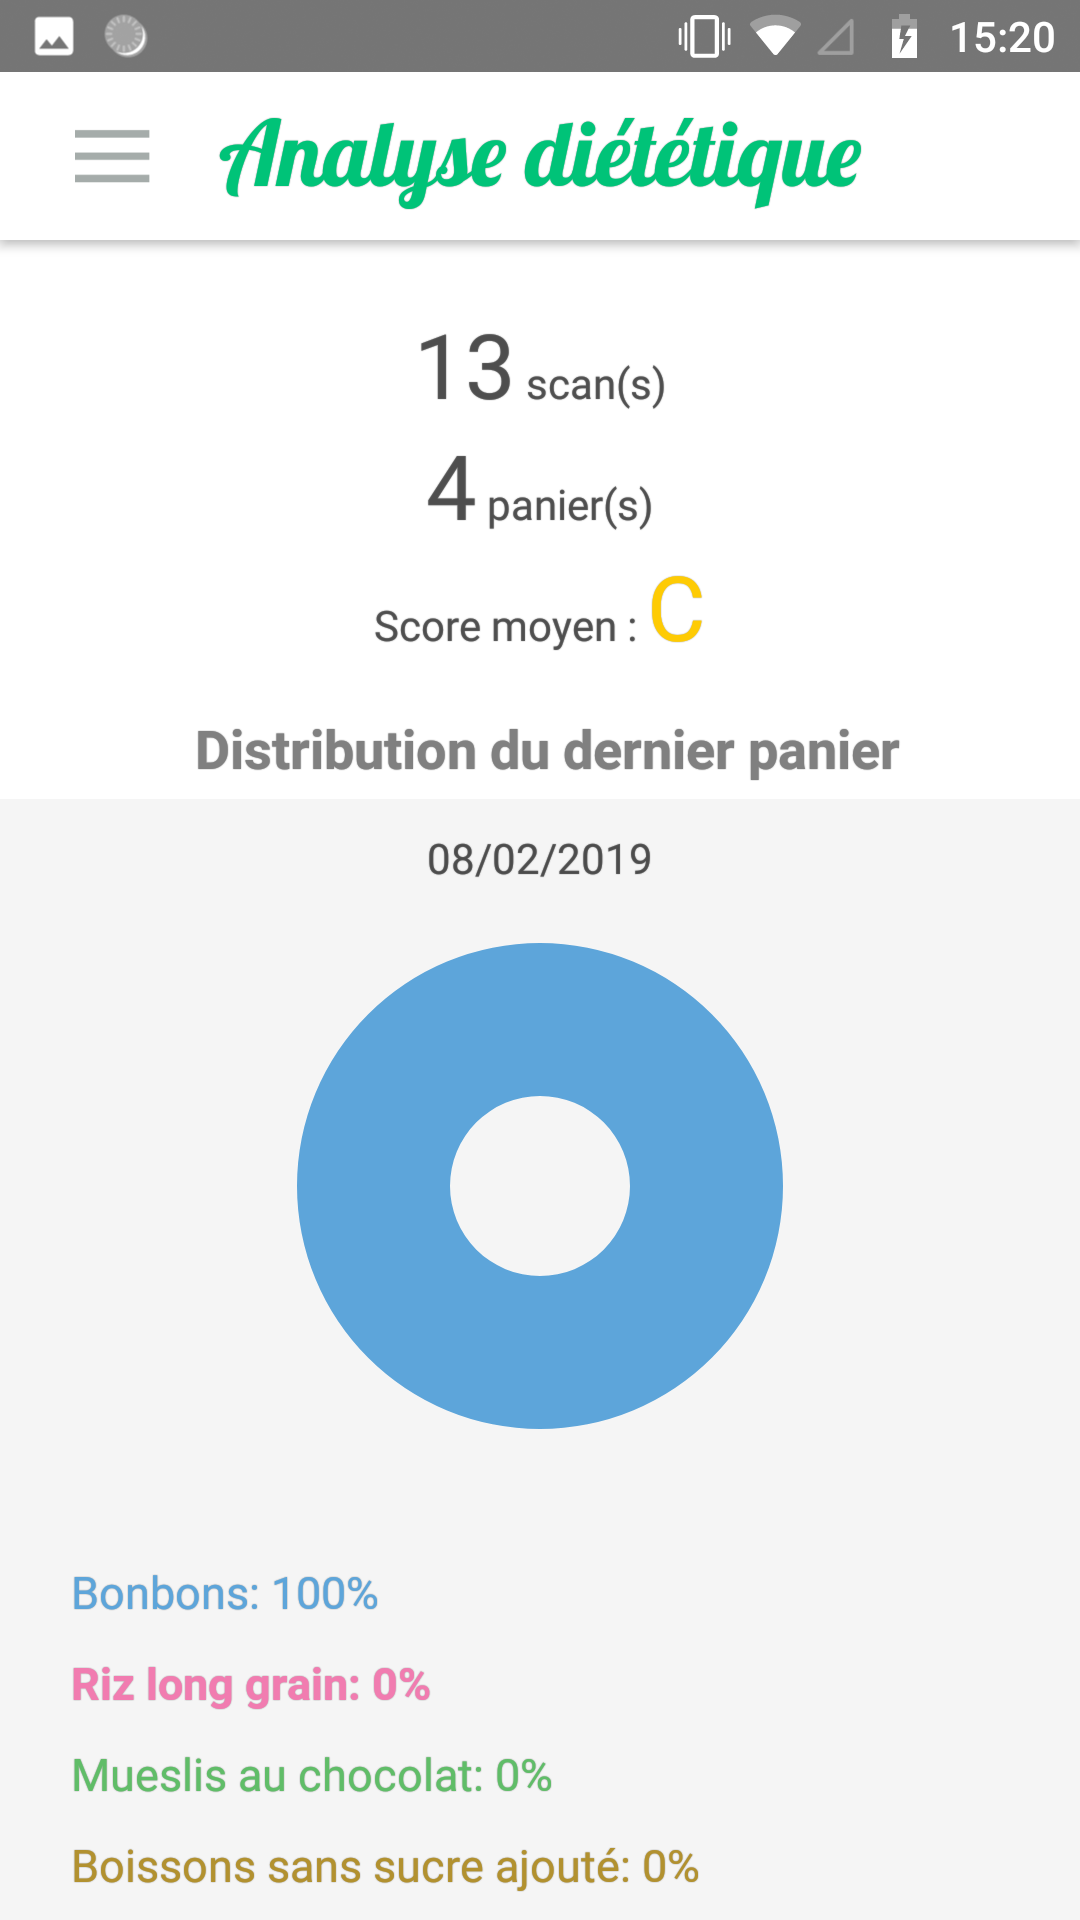 15:20
Analyse diététique
13 scan(s)
4 panier(s)
Score moyen : C
Distribution du dernier panier
08/02/2019
Bonbons: 100%
Riz long grain: 0%
Mueslis au chocolat: 0%
Boissons sans sucre ajouté: 0%